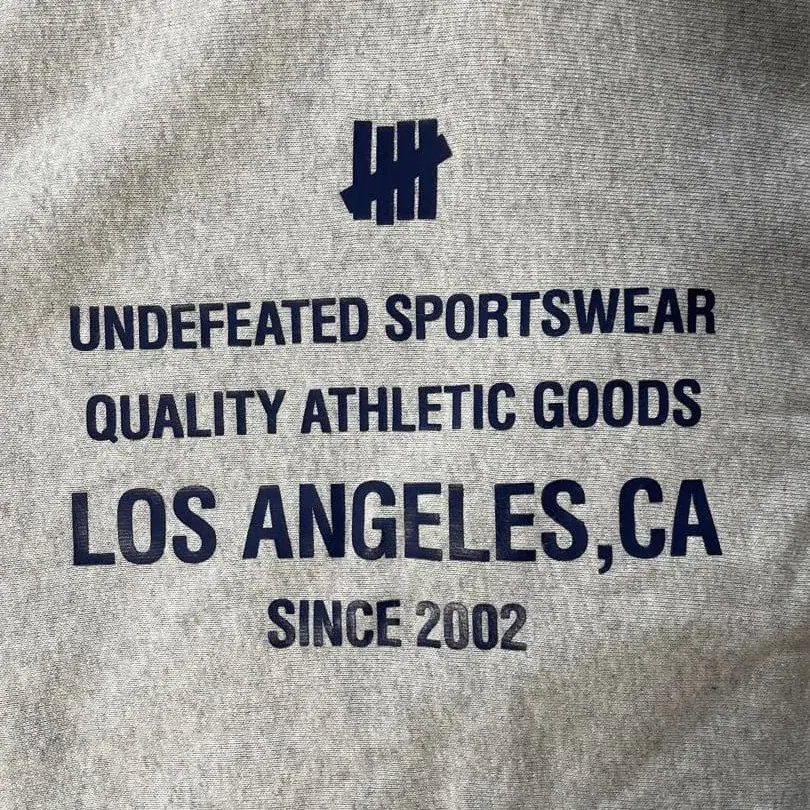 UNDEFEATED SPORTSWEAR
QUALITY ATHLETIC GOODS
LOS ANGELES,CA
SINCE 2002